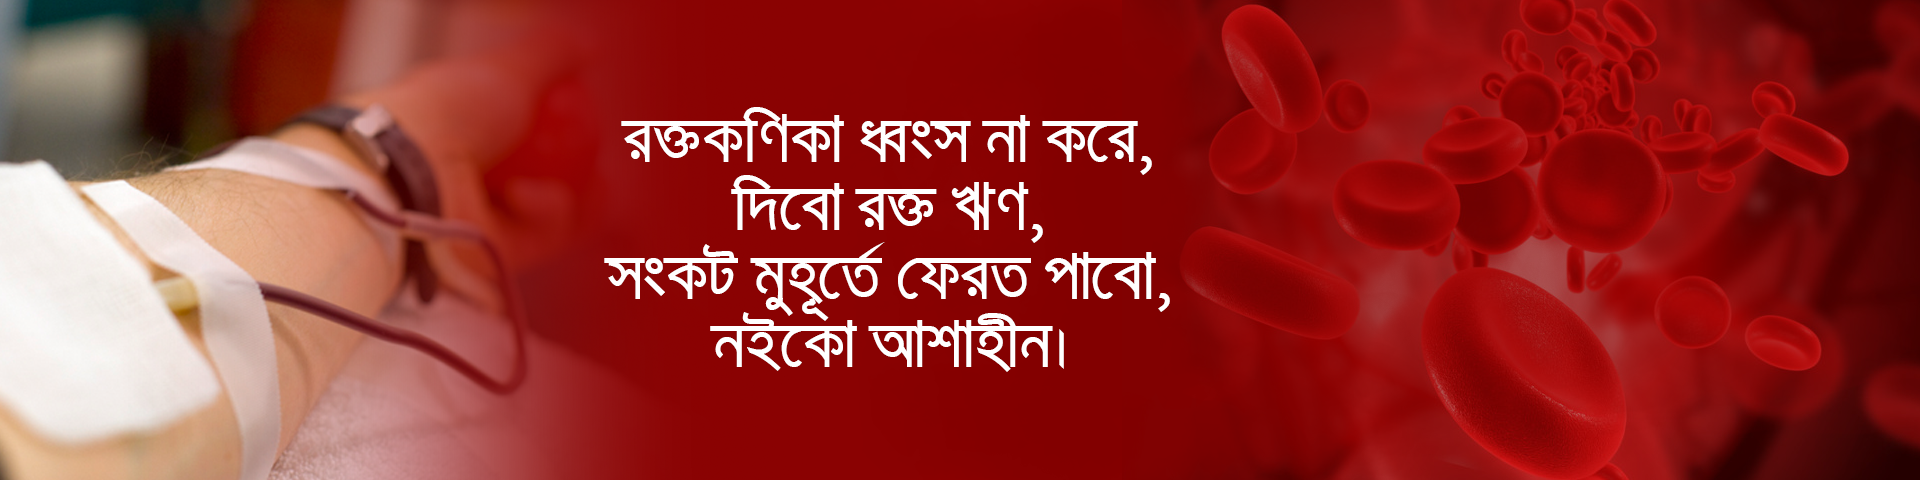 রক্তকণিকা ধ্বংস না করে,
দিবো রক্ত ঋণ,
সংকট মুহূর্তে ফেরত পাবো,
নইকো আশাহীন।